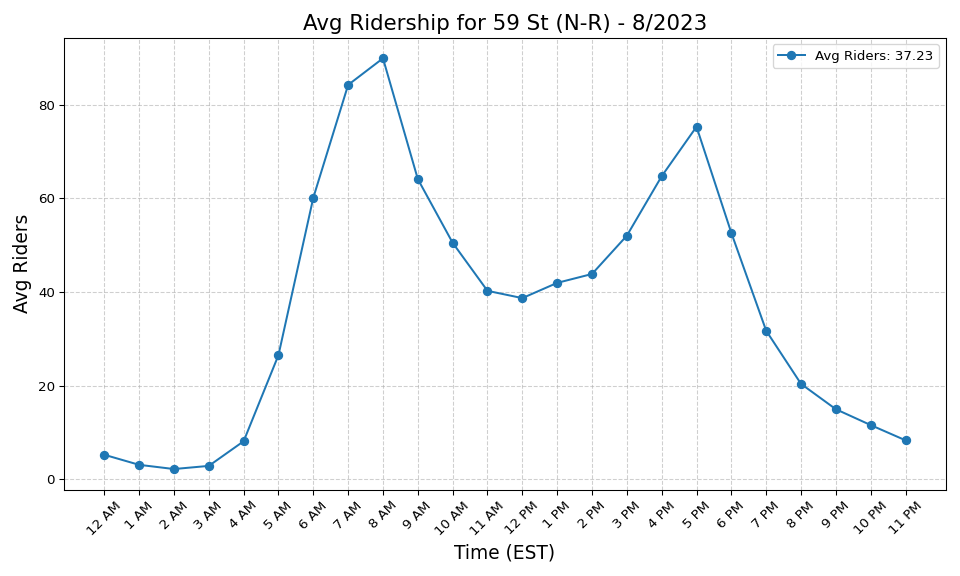 Avg Ridership for 59 St (N-R) - 8/2023
Avg Riders: 37.23
Avg Riders
80
60
40
20
0
12 AM 1 AM 2 AM 3 AM 4 AM 5 AM 6 AM 7 AM 8 AM 9 AM 10 AM 11 AM 12 PM 1 PM 2 PM 3 PM 4 PM 5 PM 6 PM 7 PM 8 PM 9 PM 10 PM 11 PM
Time (EST)